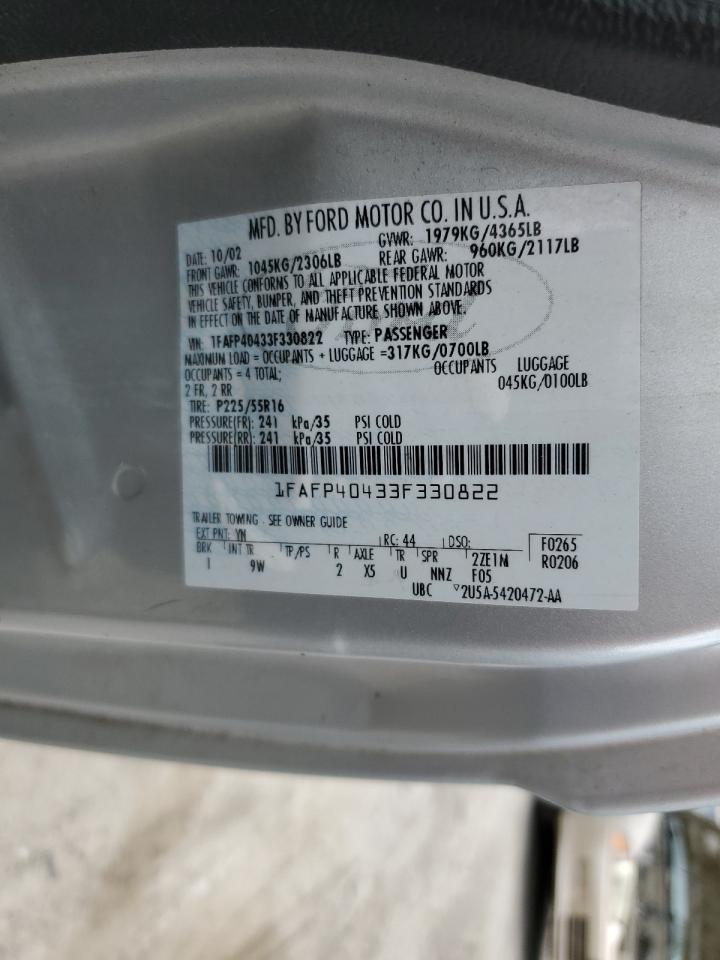 MFD. BY FORD MOTOR CO. IN U.S.A.
DATE: 10/02 GVWR: 1979KG/4365LB
FRONT GAWR: 1045KG/2306LB REAR GAWR: 960KG/2117LB
THIS VEHICLE CONFORMS TO ALL APPLICABLE FEDERAL MOTOR
VEHICLE SAFETY, BUMPER, AND THEFT PREVENTION STANDARDS
IN EFFECT ON THE DATE OF MANUFACTURE SHOWN ABOVE.
VIN: 1FAFP40433F330822 TYPE: PASSENGER
MAXIMUM LOAD = OCCUPANTS + LUGGAGE =317KG/0700LB
OCCUPANTS = 4 TOTAL; OCCUPANTS LUGGAGE
2 FR, 2 RR 045KG/0100LB
TIRE: P225/55R16
PRESSURE(FR): 241 kPa/35 PSI COLD
PRESSURE(RR): 241 kPa/35 PSI COLD
1FAFP40433F330822
TRAILER TOWING - SEE OWNER GUIDE
EXT PNT: YN RC: 44 DSO: F0265
BRK INT TR TP/PS R AXLE TR SPR 2ZE1M R0206
1 9W 2 X5 U NNZ F05
UBC ▽2U5A-5420472-AA